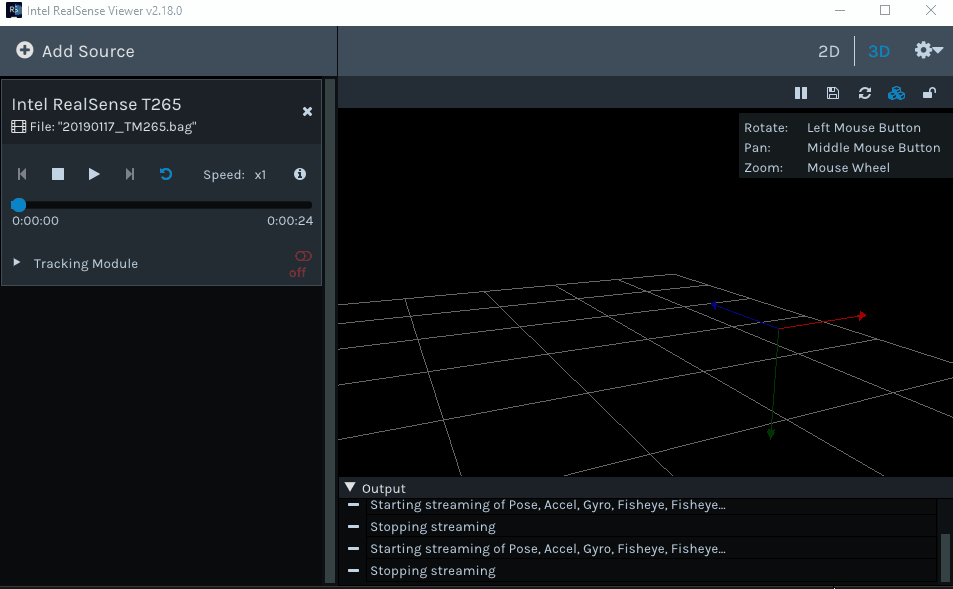 RS Intel RealSense Viewer v2.18.0
Add Source
2D 3D
Intel RealSense T265
File: "20190117_TM265.bag"
Speed: x1
0:00:00 0:00:24
Tracking Module
off
Rotate: Left Mouse Button
Pan: Middle Mouse Button
Zoom: Mouse Wheel
Output
Starting streaming of Pose, Accel, Gyro, Fisheye, Fisheye...
Stopping streaming
Starting streaming of Pose, Accel, Gyro, Fisheye, Fisheye...
Stopping streaming